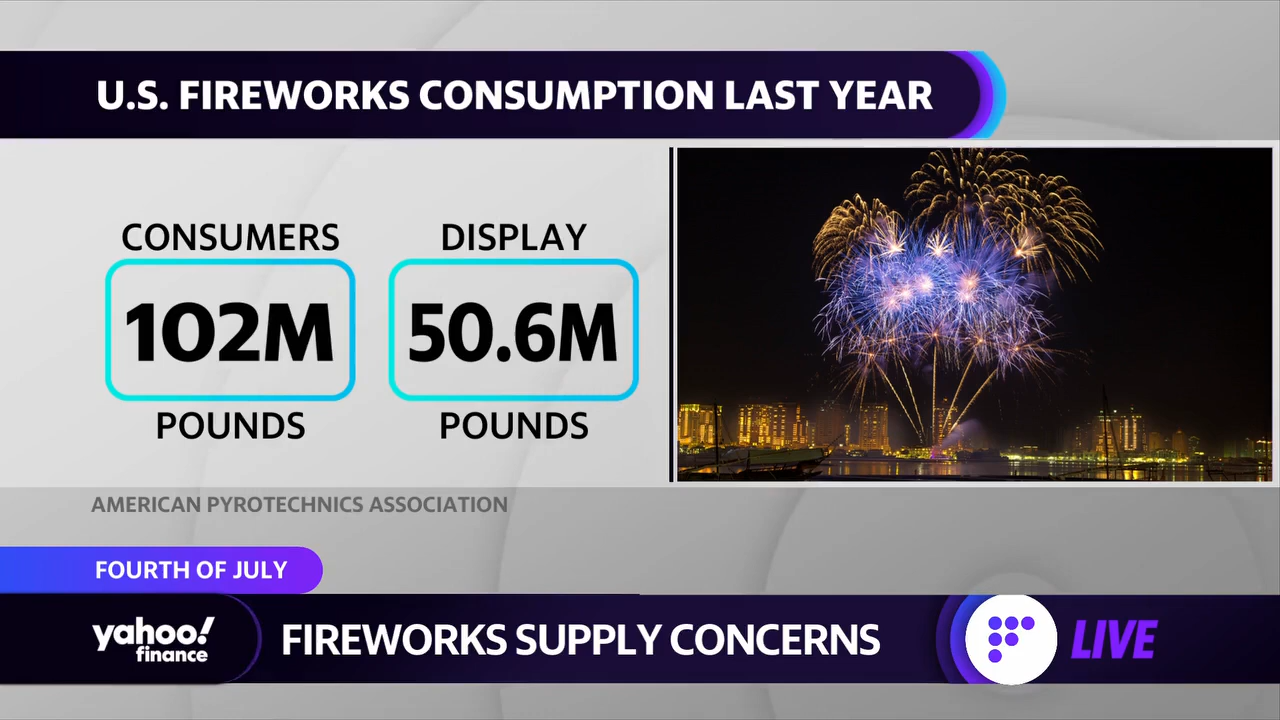 U.S. FIREWORKS CONSUMPTION LAST YEAR
CONSUMERS
102M
POUNDS
DISPLAY
50.6M
POUNDS
AMERICAN PYROTECHNICS ASSOCIATION
FOURTH OF JULY
yahoo!
finance
FIREWORKS SUPPLY CONCERNS
LIVE